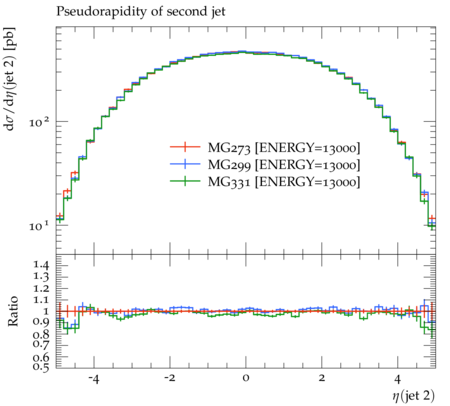 Pseudorapidity of second jet
dσ/dη(jet 2) [pb]
10²
10¹
MG273 [ENERGY=13000]
MG299 [ENERGY=13000]
MG331 [ENERGY=13000]
Ratio
1.4
1.3
1.2
1.1
1
0.9
0.8
0.7
0.6
0.5
-4 -2 0 2 4
η(jet 2)